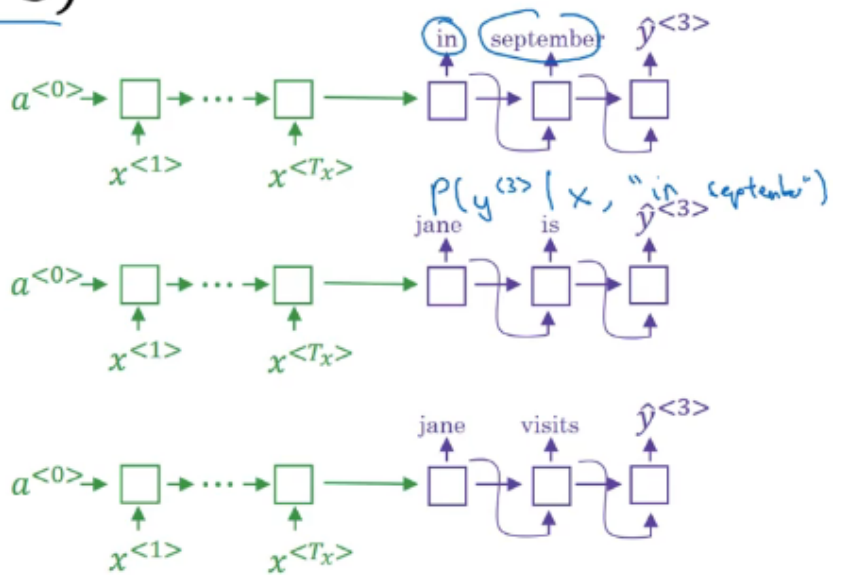 in september ŷ<3>
a<0>
x<1> x<Tx>
P(y<3> | x, "in september")
jane is ŷ<3>
a<0>
x<1> x<Tx>
jane visits ŷ<3>
a<0>
x<1> x<Tx>